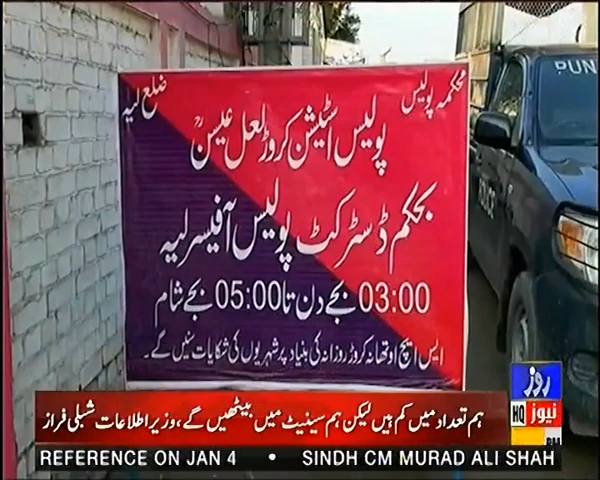 محکمہ پولیس
ضلع لیہ
پولیس اسٹیشن کروڑ لعل عیسنؒ
بحکم ڈسٹرکٹ پولیس آفیسر لیہ
03:00 بجے دن تا 05:00 بجے شام
ایس ایچ او تھانہ کروڑ روزانہ کی بنیاد پر شہریوں کی شکایات سنیں گے۔
PUN
روز
HQ نیوز
ہم تعداد میں کم ہیں لیکن ہم سینیٹ میں بیٹھیں گے، وزیر اطلاعات شبلی فراز
REFERENCE ON JAN 4 • SINDH CM MURAD ALI SHAH